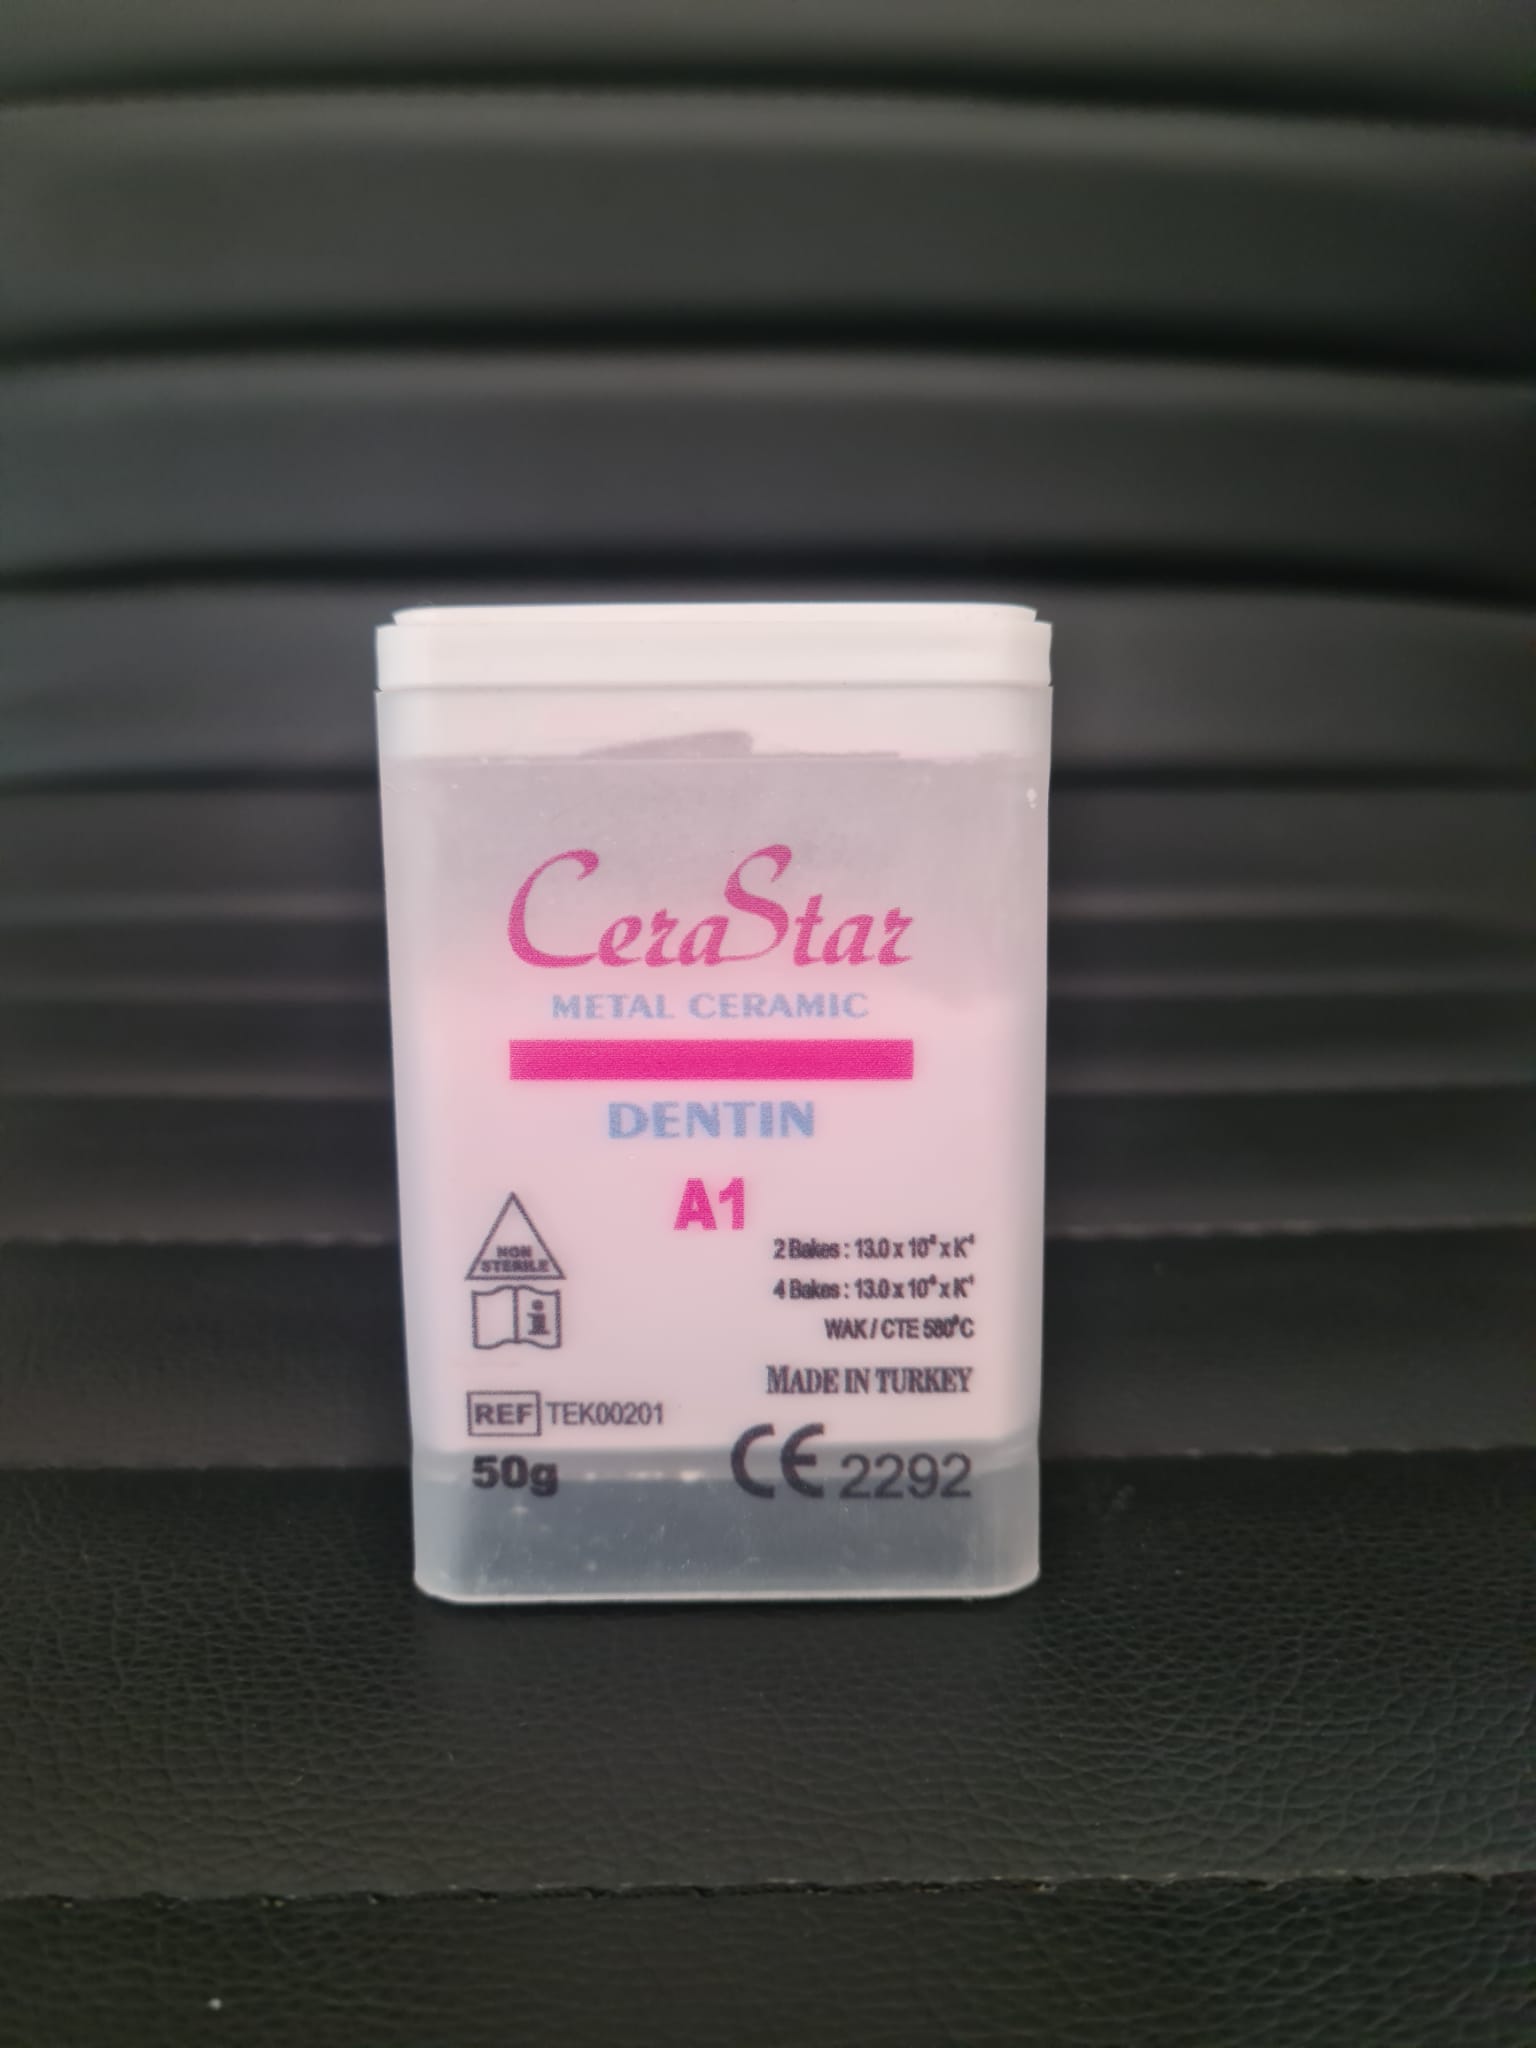 CeraStar
METAL CERAMIC
DENTIN
A1
NON
STERILE
2 Bakes : 13.0 x 10⁻⁶ x K⁻¹
4 Bakes : 13.0 x 10⁻⁶ x K⁻¹
WAK / CTE 580°C
MADE IN TURKEY
REF TEK00201
50g
CE 2292